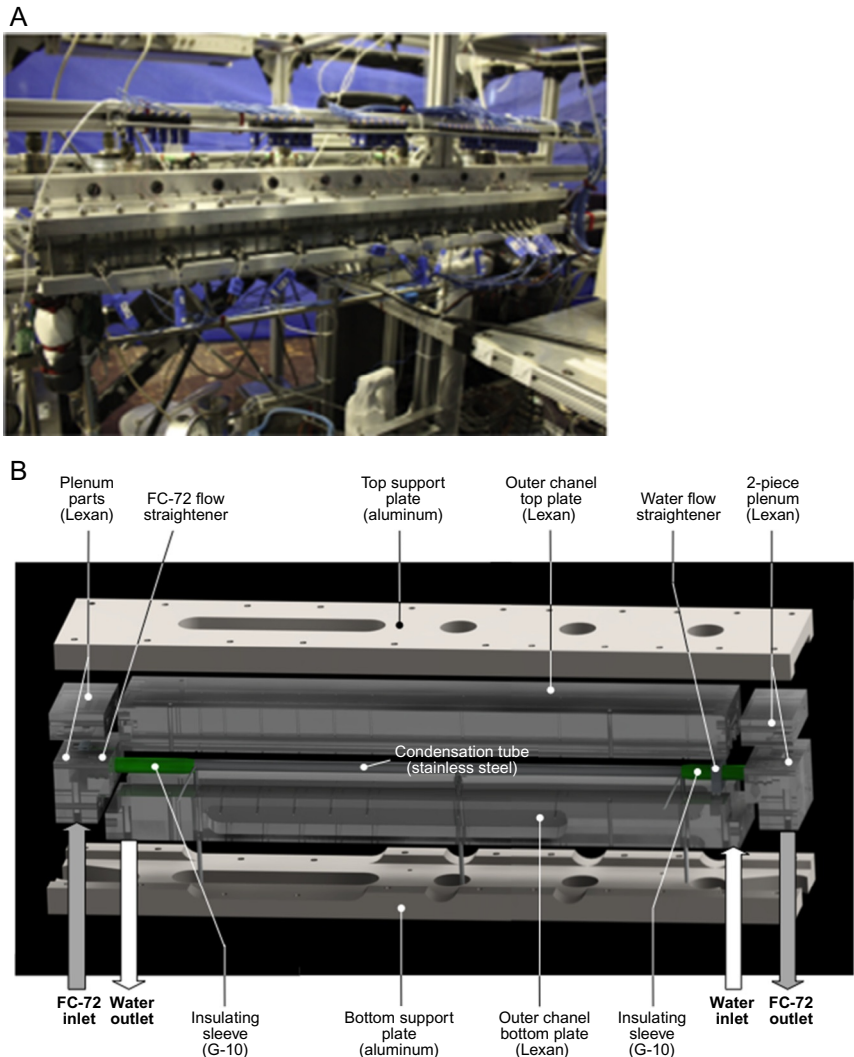 A
B
Plenum
parts
(Lexan)
FC-72 flow
straightener
Top support
plate
(aluminum)
Outer chanel
top plate
(Lexan)
Water flow
straightener
2-piece
plenum
(Lexan)
Condensation tube
(stainless steel)
FC-72
inlet
Water
outlet
Insulating
sleeve
(G-10)
Bottom support
plate
(aluminum)
Outer chanel
bottom plate
(Lexan)
Insulating
sleeve
(G-10)
Water
inlet
FC-72
outlet